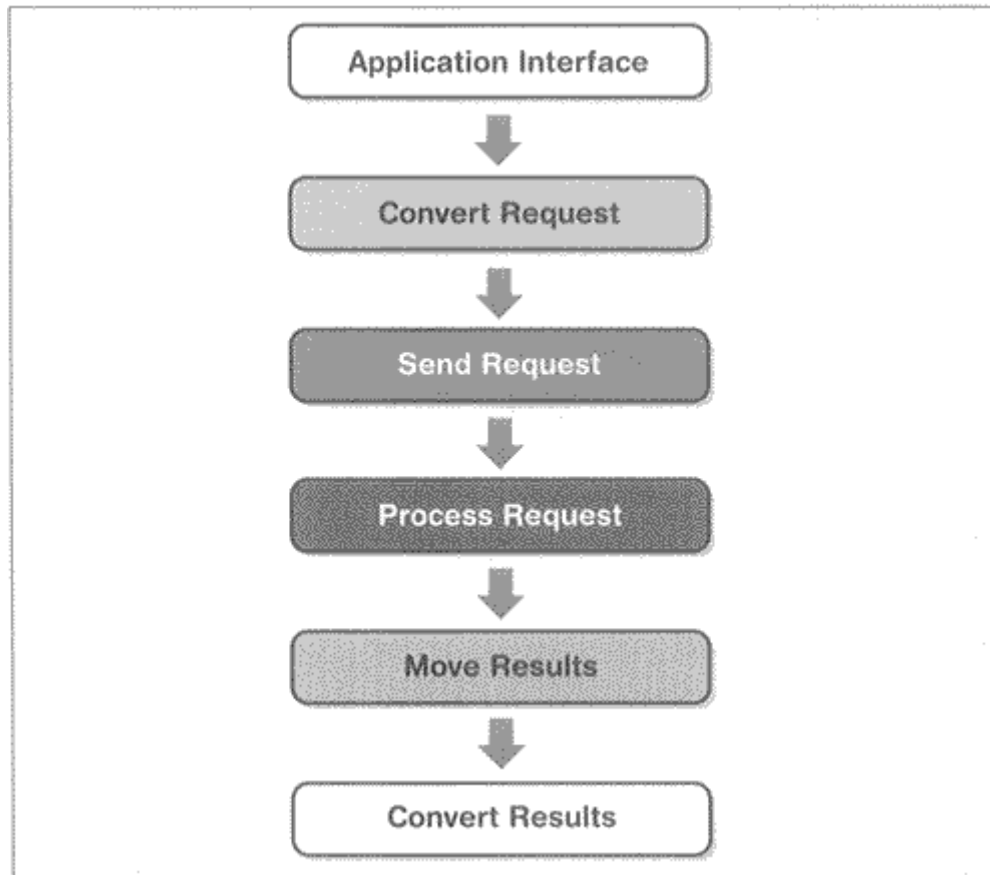 Application Interface
Convert Request
Send Request
Process Request
Move Results
Convert Results